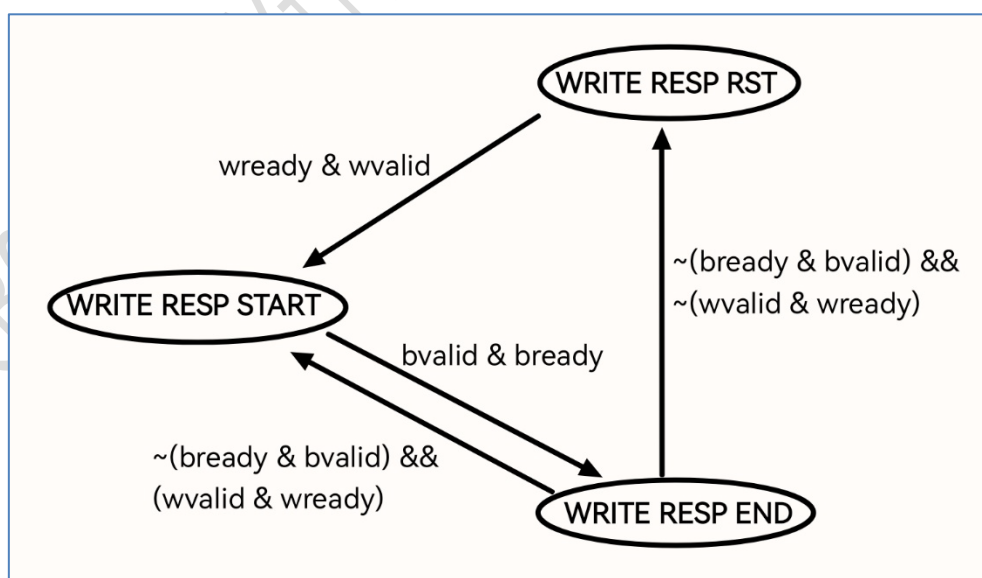 WRITE RESP RST
wready & wvalid
~(bready & bvalid) &&
~(wvalid & wready)
WRITE RESP START
bvalid & bready
~(bready & bvalid) &&
(wvalid & wready)
WRITE RESP END